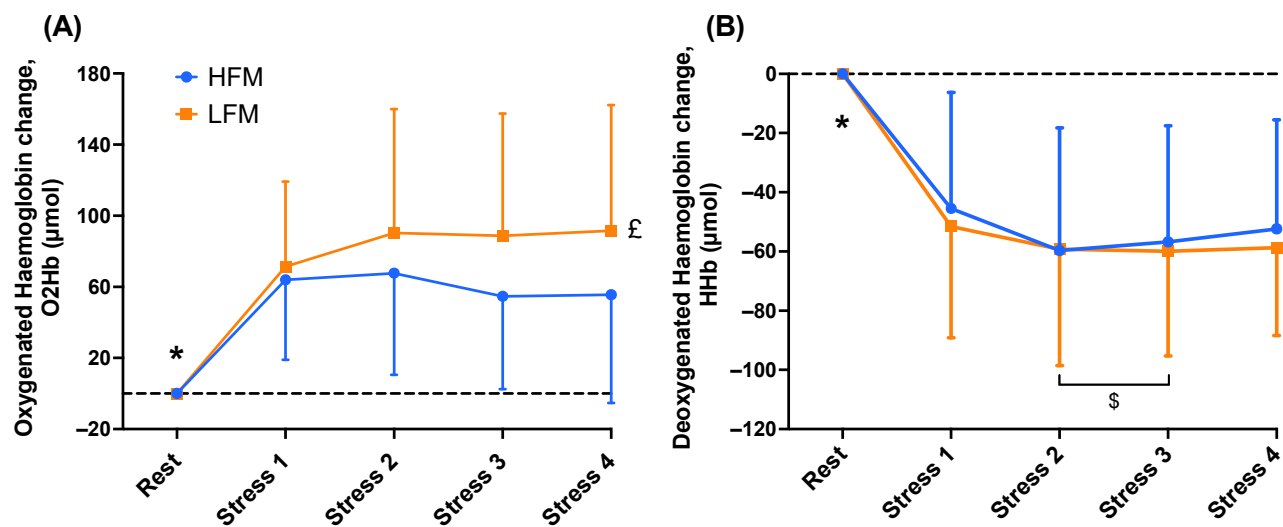 (A)
Oxygenated Haemoglobin change,
O2Hb (μmol)
180
140
100
60
20
−20
HFM
LFM
*
£
Rest
Stress 1
Stress 2
Stress 3
Stress 4
(B)
Deoxygenated Haemoglobin change,
HHb (μmol)
0
−20
−40
−60
−80
−100
−120
*
$
Rest
Stress 1
Stress 2
Stress 3
Stress 4